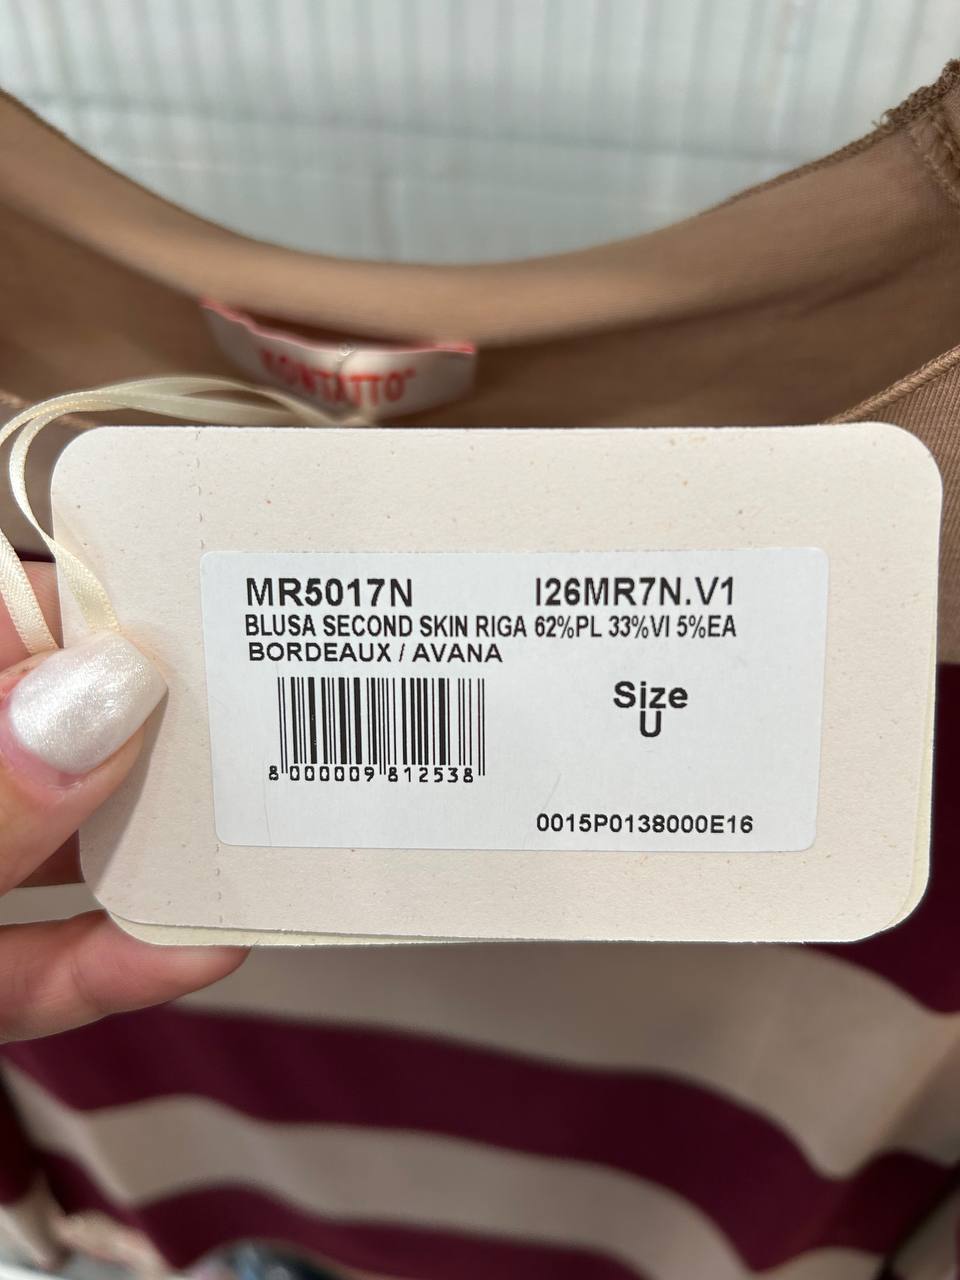 KONTATTO
MR5017N I26MR7N.V1
BLUSA SECOND SKIN RIGA 62%PL 33%VI 5%EA
BORDEAUX / AVANA
Size
U
8 000009 812538
0015P0138000E16